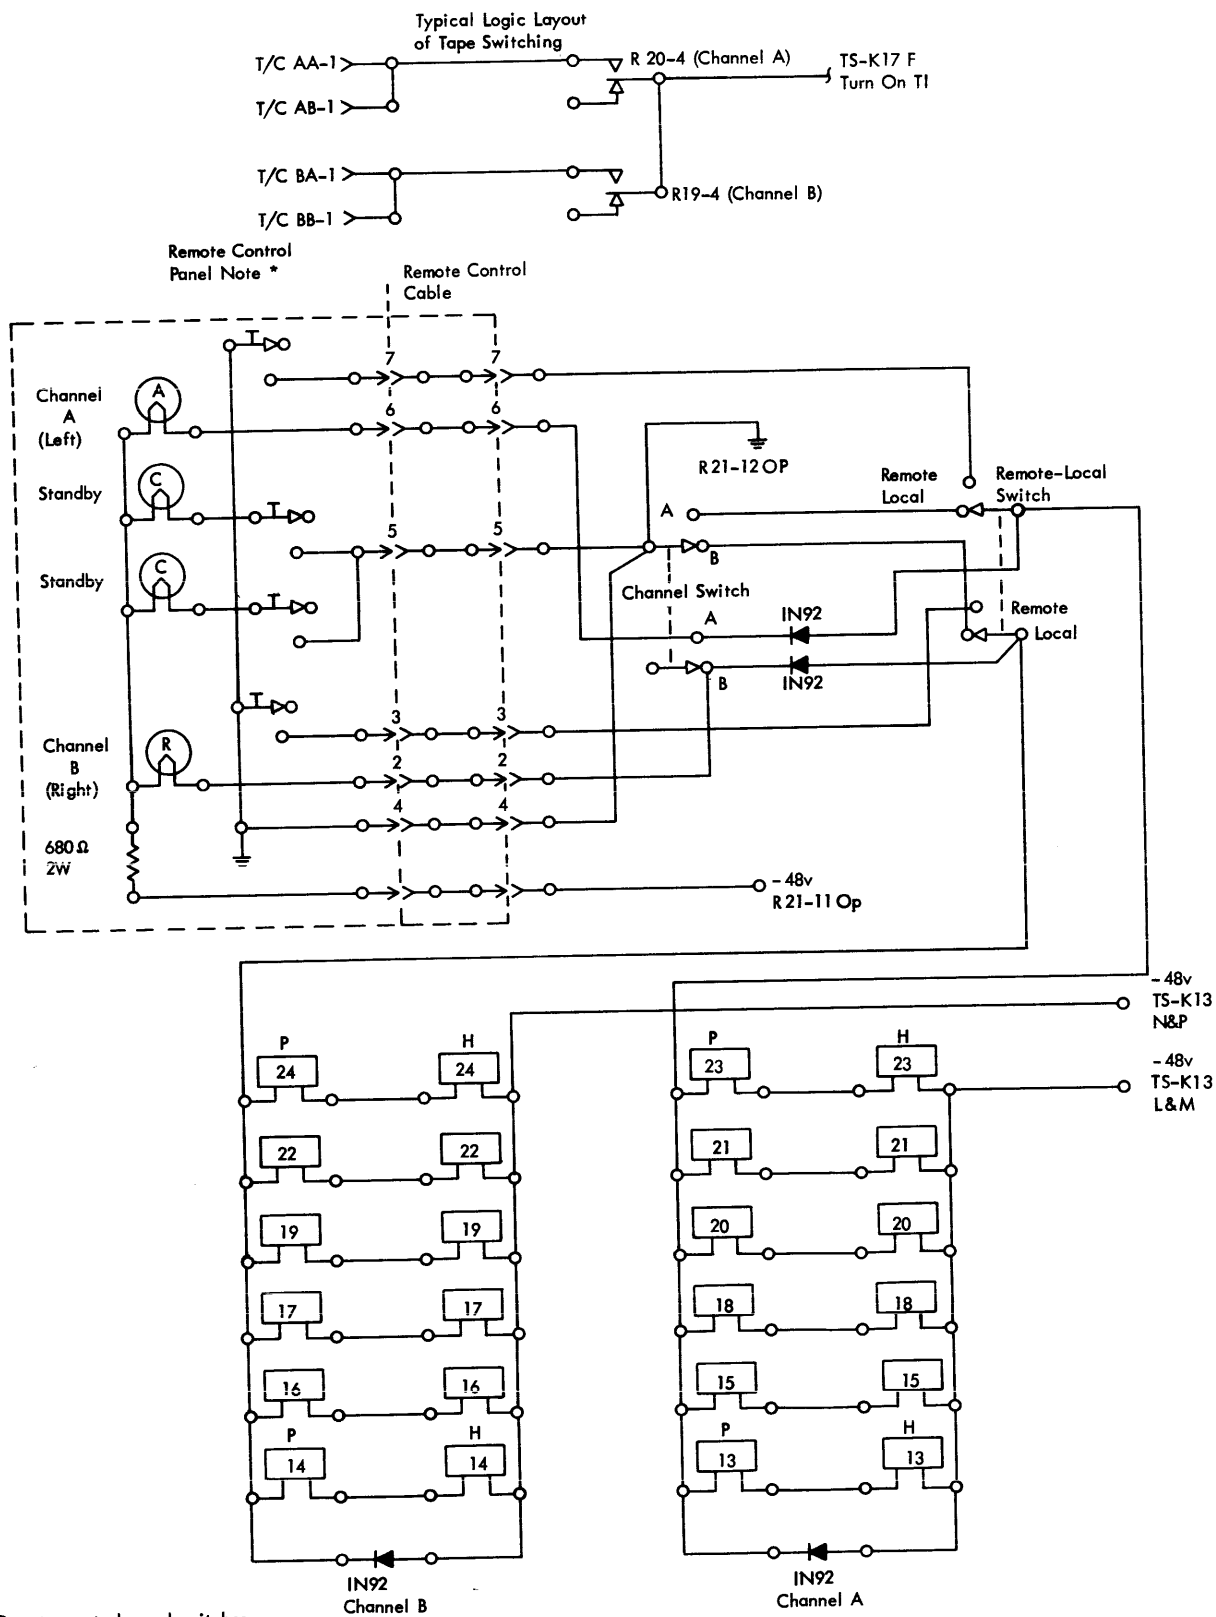 Typical Logic Layout
of Tape Switching
T/C AA-1
R 20-4 (Channel A)
TS-K17 F
Turn On TI
T/C AB-1
T/C BA-1
R19-4 (Channel B)
T/C BB-1
Remote Control
Panel Note *
Remote Control
Cable
7 7
Channel
A
(Left)
A
6 6
R21-12 OP
Remote
Local
Remote-Local
Switch
Standby
C
A
5 5
B
Standby
C
Channel Switch
A
IN92
Remote
Local
B
IN92
3 3
Channel
B
(Right)
R
2 2
4 4
680Ω
2W
-48v
R21-11 Op
-48v
TS-K13
N&P
-48v
TS-K13
L&M
P H P H
24 24 23 23
22 22 21 21
19 19 20 20
17 17 18 18
16 16 15 15
P H P H
14 14 13 13
IN92
Channel B
IN92
Channel A